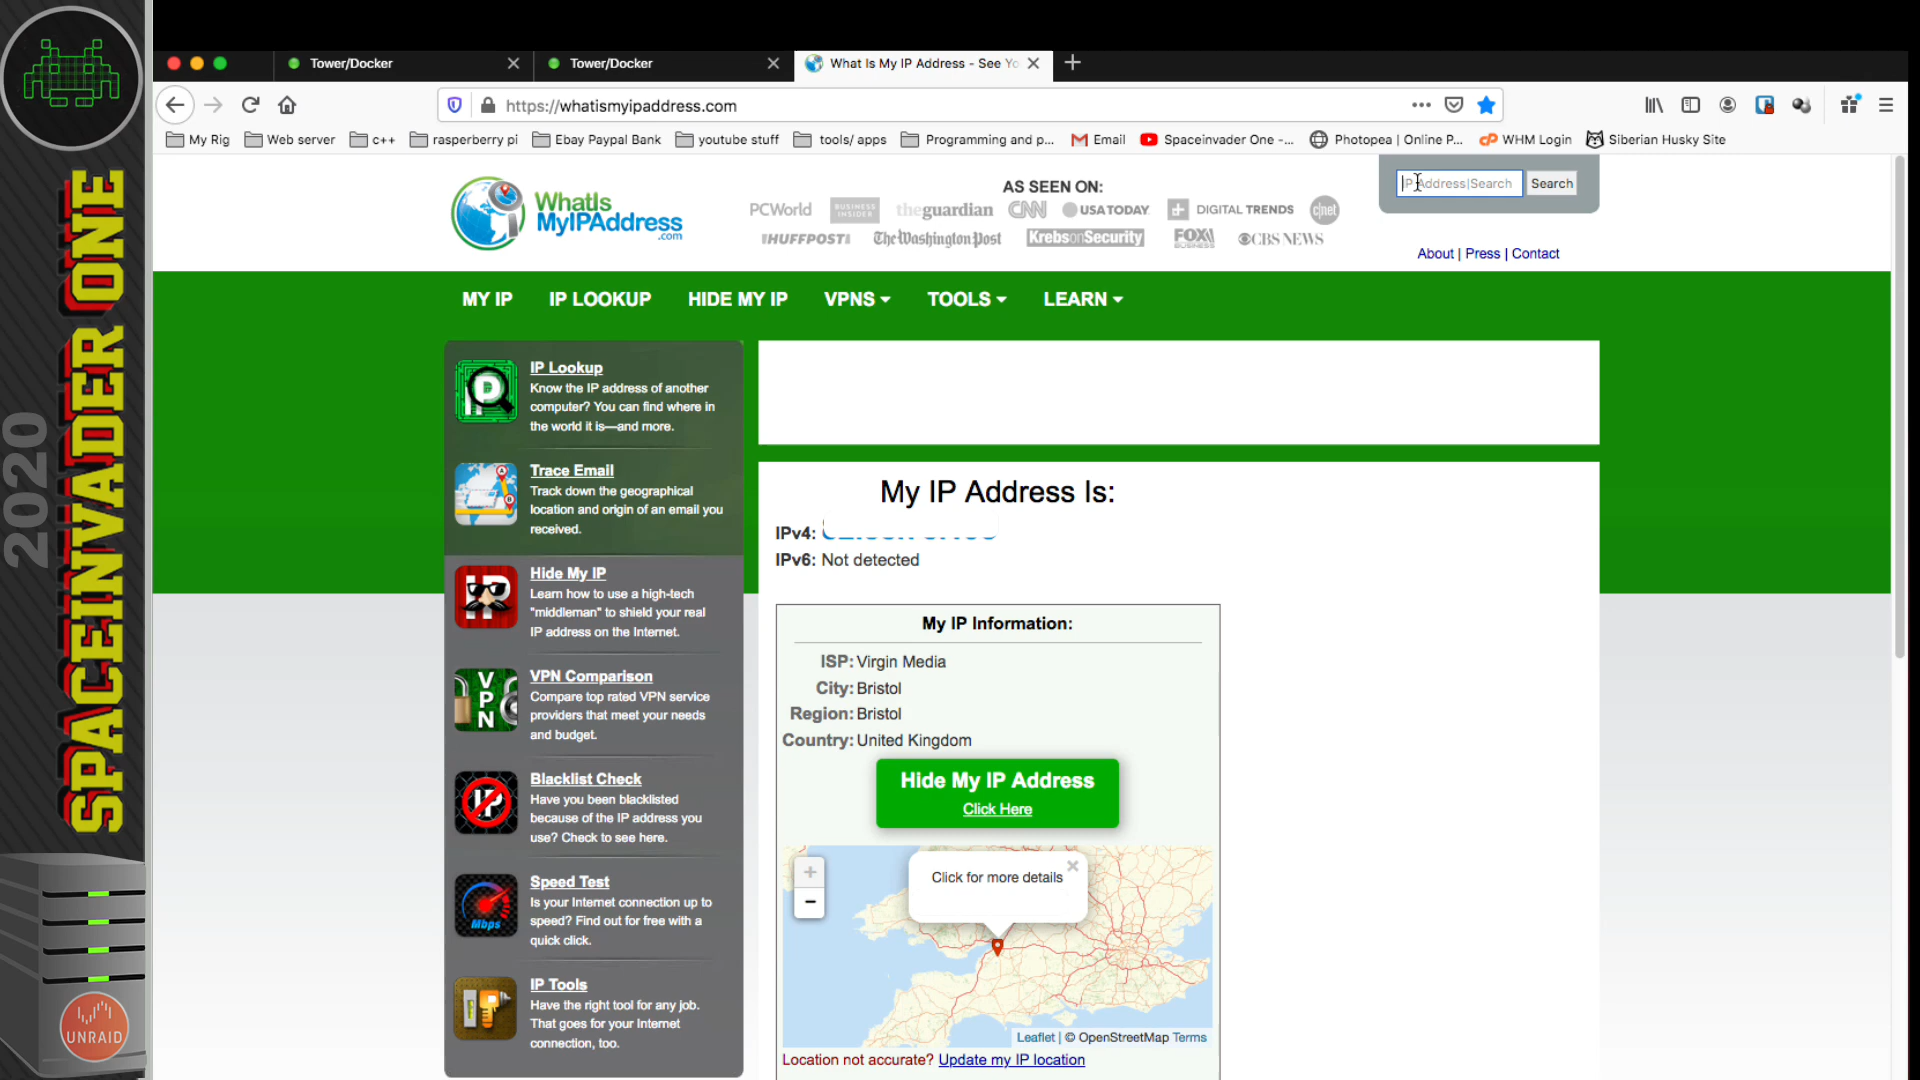 2020
SPACEINVADER ONE
UNRAID
Tower/Docker
Tower/Docker
What Is My IP Address - See Yo
https://whatismyipaddress.com
My Rig
Web server
c++
rasperberry pi
Ebay Paypal Bank
youtube stuff
tools/ apps
Programming and p...
Email
Spaceinvader One -...
Photopea | Online P...
WHM Login
Siberian Husky Site
WhatIs
MyIPAddress
.com
AS SEEN ON:
PCWorld
BUSINESS
INSIDER
theguardian
CNN
USA TODAY
DIGITAL TRENDS
c|net
HUFFPOST
The Washington Post
KrebsonSecurity
FOX
BUSINESS
CBS NEWS
IP Address|Search
Search
About | Press | Contact
MY IP
IP LOOKUP
HIDE MY IP
VPNS
TOOLS
LEARN
IP Lookup
Know the IP address of another
computer? You can find where in
the world it is—and more.
Trace Email
Track down the geographical
location and origin of an email you
received.
IP
Hide My IP
Learn how to use a high-tech
"middleman" to shield your real
IP address on the Internet.
VPN
VPN Comparison
Compare top rated VPN service
providers that meet your needs
and budget.
IP
Blacklist Check
Have you been blacklisted
because of the IP address you
use? Check to see here.
Mbps
Speed Test
Is your Internet connection up to
speed? Find out for free with a
quick click.
IP Tools
Have the right tool for any job.
That goes for your Internet
connection, too.
My IP Address Is:
IPv4:
IPv6: Not detected
My IP Information:
ISP: Virgin Media
City: Bristol
Region: Bristol
Country: United Kingdom
Hide My IP Address
Click Here
+
−
Click for more details
×
Leaflet | © OpenStreetMap Terms
Location not accurate? Update my IP location